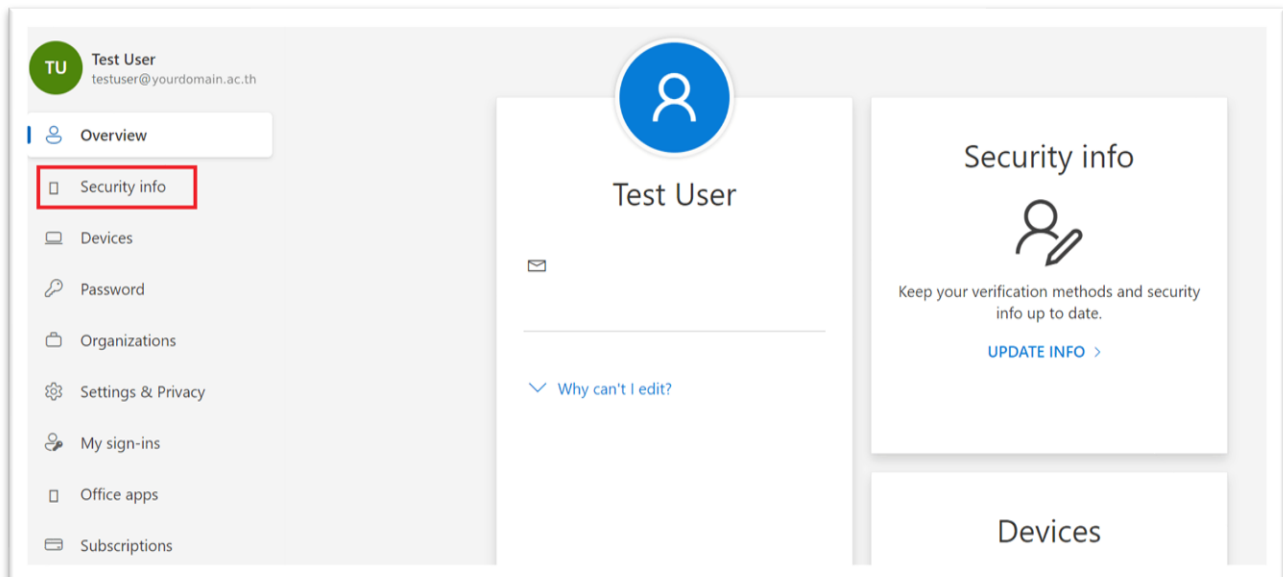 TU
Test User
testuser@yourdomain.ac.th
Overview
Security info
Devices
Password
Organizations
Settings & Privacy
My sign-ins
Office apps
Subscriptions
Test User
Why can't I edit?
Security info
Keep your verification methods and security
info up to date.
UPDATE INFO >
Devices